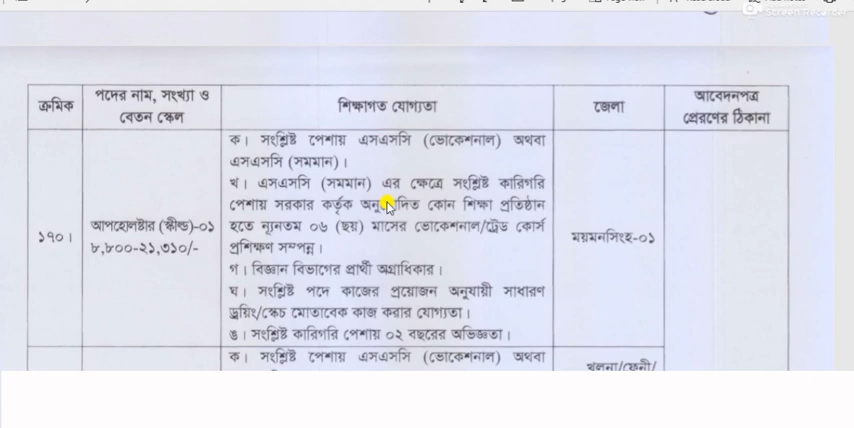 ক্রমিক
পদের নাম, সংখ্যা ও
বেতন স্কেল
শিক্ষাগত যোগ্যতা
জেলা
আবেদনপত্র
প্রেরণের ঠিকানা
১৭০।
আপহোলষ্টার (স্কীল্ড)-০১
৮,৮০০-২১,৩১০/-
ক। সংশ্লিষ্ট পেশায় এসএসসি (ভোকেশনাল) অথবা
এসএসসি (সমমান)।
খ। এসএসসি (সমমান) এর ক্ষেত্রে সংশ্লিষ্ট কারিগরি
পেশায় সরকার কর্তৃক কোন শিক্ষা প্রতিষ্ঠান
হতে ন্যূনতম ০৬ (ছয়) মাসের ভোকেশনাল/ট্রেড কোর্স
প্রশিক্ষণ সম্পন্ন।
গ। বিজ্ঞান বিভাগের প্রার্থী অগ্রাধিকার।
ঘ। সংশ্লিষ্ট পদে কাজের প্রয়োজন অনুযায়ী সাধারণ
ড্রয়িং/স্কেচ মোতাবেক কাজ করার যোগ্যতা।
ঙ। সংশ্লিষ্ট কারিগরি পেশায় ০২ বছরের অভিজ্ঞতা।
ময়মনসিংহ-০১
ক। সংশ্লিষ্ট পেশায় এসএসসি (ভোকেশনাল) অথবা
খুলনা/ফেনী/